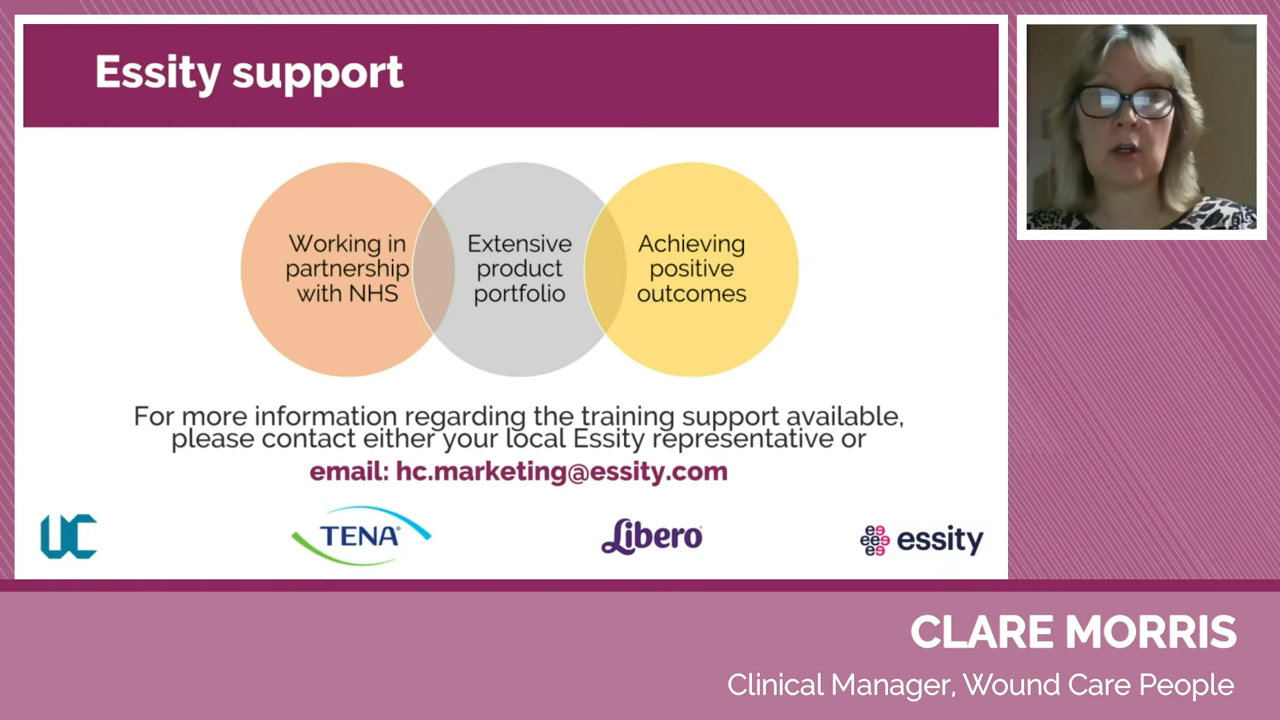 Essity support
Working in
partnership
with NHS
Extensive
product
portfolio
Achieving
positive
outcomes
For more information regarding the training support available,
please contact either your local Essity representative or
email: hc.marketing@essity.com
UC
TENA®
Libero
essity
CLARE MORRIS
Clinical Manager, Wound Care People